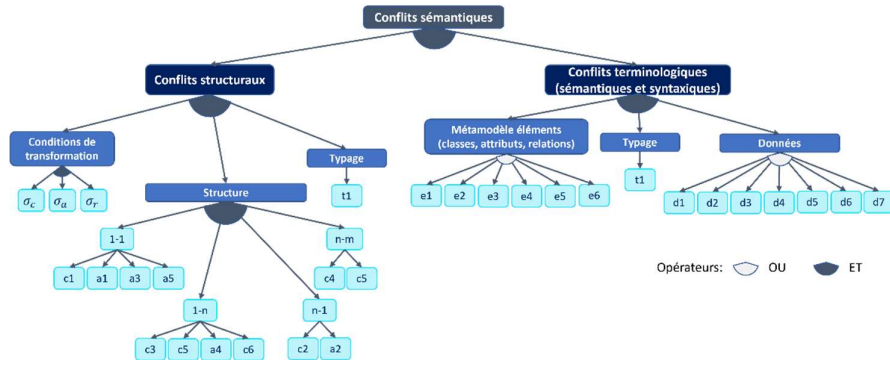 Conflits sémantiques
Conflits structuraux
Conflits terminologiques
(sémantiques et syntaxiques)
Conditions de
transformation
Structure
Typage
Métamodèle éléments
(classes, attributs, relations)
Typage
Données
σc σa σr
t1
e1 e2 e3 e4 e5 e6
t1
d1 d2 d3 d4 d5 d6 d7
1-1
n-m
c1 a1 a3 a5
c4 c5
1-n
n-1
c3 c5 a4 c6
c2 a2
Opérateurs: OU ET